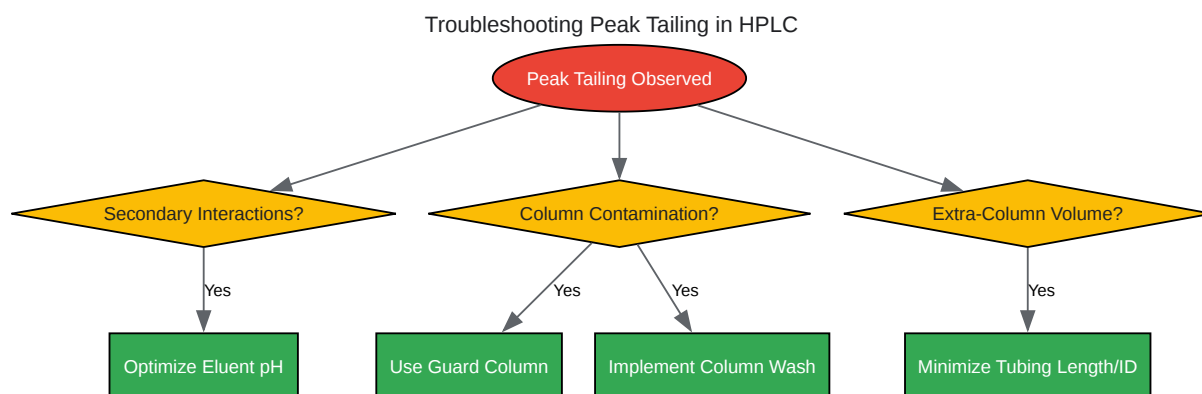 Troubleshooting Peak Tailing in HPLC
Peak Tailing Observed
Secondary Interactions?
Column Contamination?
Extra-Column Volume?
Yes
Yes
Yes
Yes
Optimize Eluent pH
Use Guard Column
Implement Column Wash
Minimize Tubing Length/ID